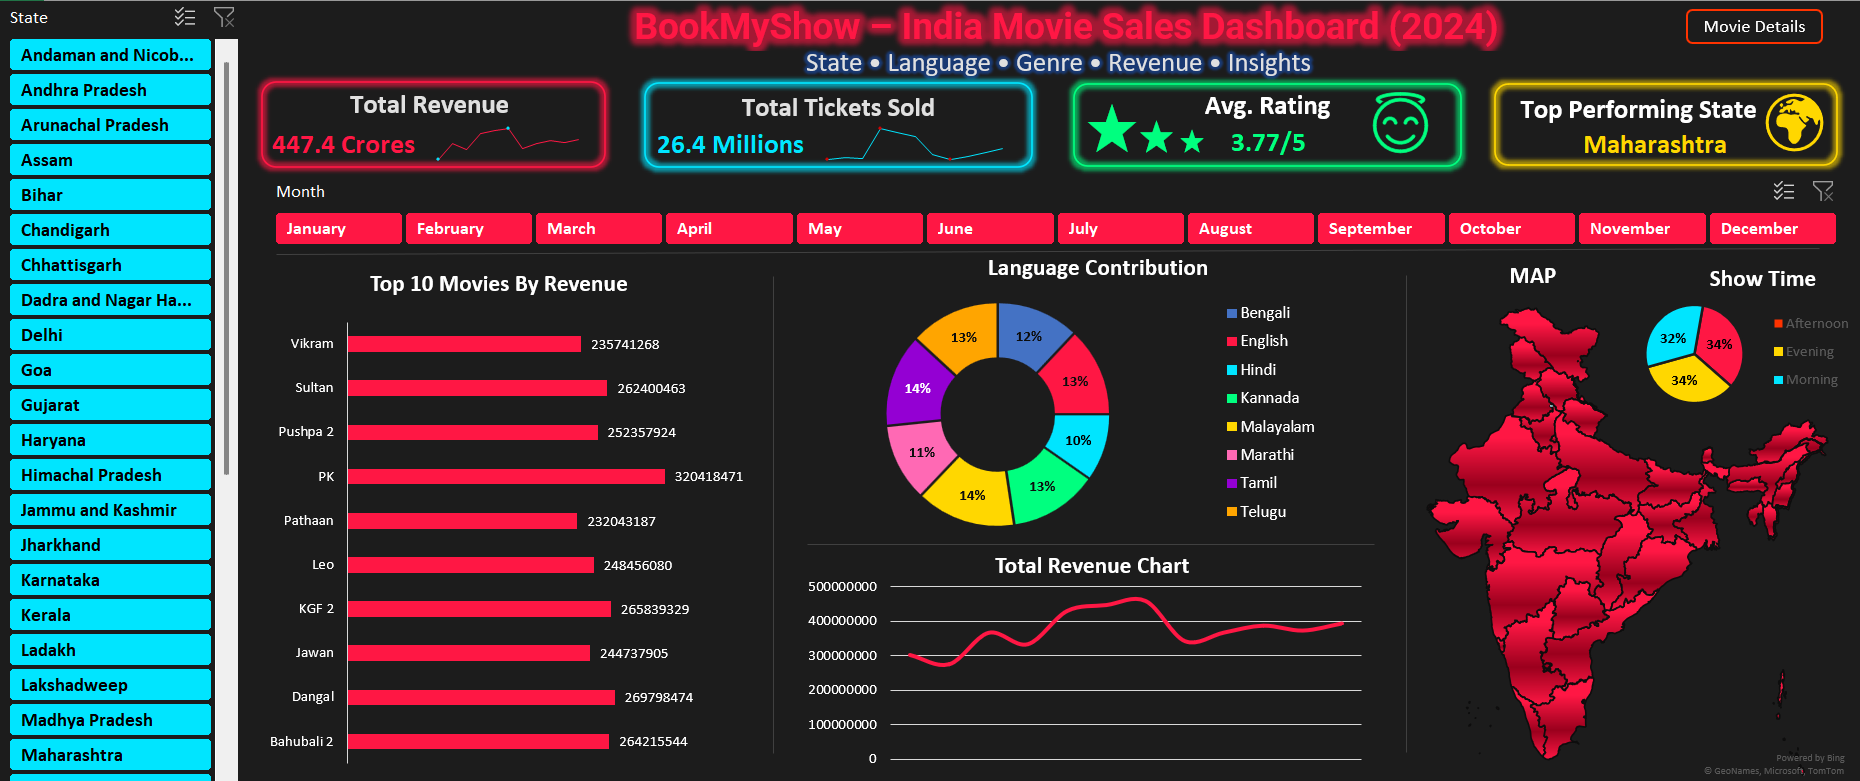 State
Andaman and Nicob...
Andhra Pradesh
Arunachal Pradesh
Assam
Bihar
Chandigarh
Chhattisgarh
Dadra and Nagar Ha...
Delhi
Goa
Gujarat
Haryana
Himachal Pradesh
Jammu and Kashmir
Jharkhand
Karnataka
Kerala
Ladakh
Lakshadweep
Madhya Pradesh
Maharashtra
BookMyShow – India Movie Sales Dashboard (2024)
State • Language • Genre • Revenue • Insights
Movie Details
Total Revenue
447.4 Crores
Total Tickets Sold
26.4 Millions
Avg. Rating
3.77/5
Top Performing State
Maharashtra
Month
January February March April May June July August September October November December
Top 10 Movies By Revenue
Vikram 235741268
Sultan 262400463
Pushpa 2 252357924
PK 320418471
Pathaan 232043187
Leo 248456080
KGF 2 265839329
Jawan 244737905
Dangal 269798474
Bahubali 2 264215544
Language Contribution
12%
13%
10%
13%
14%
11%
14%
13%
Bengali
English
Hindi
Kannada
Malayalam
Marathi
Tamil
Telugu
Total Revenue Chart
500000000
400000000
300000000
200000000
100000000
0
MAP
Show Time
34%
34%
32%
Afternoon
Evening
Morning
Powered by Bing
© GeoNames, Microsoft, TomTom